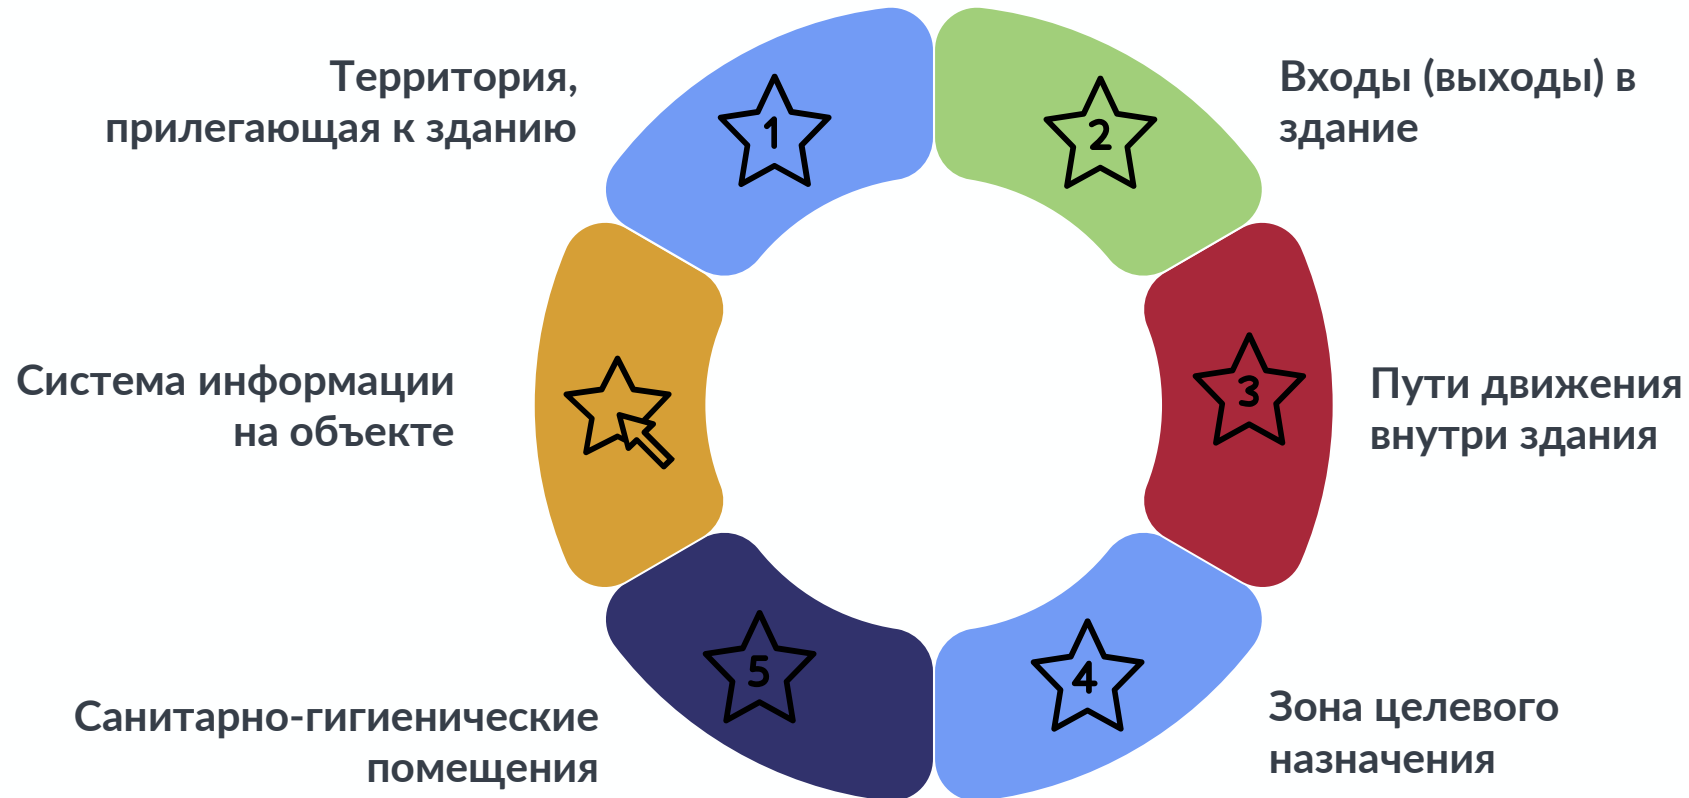 Территория,
прилегающая к зданию
1
2
Входы (выходы) в
здание
Система информации
на объекте
3
Пути движения
внутри здания
Санитарно-гигиенические
помещения
5
4
Зона целевого
назначения